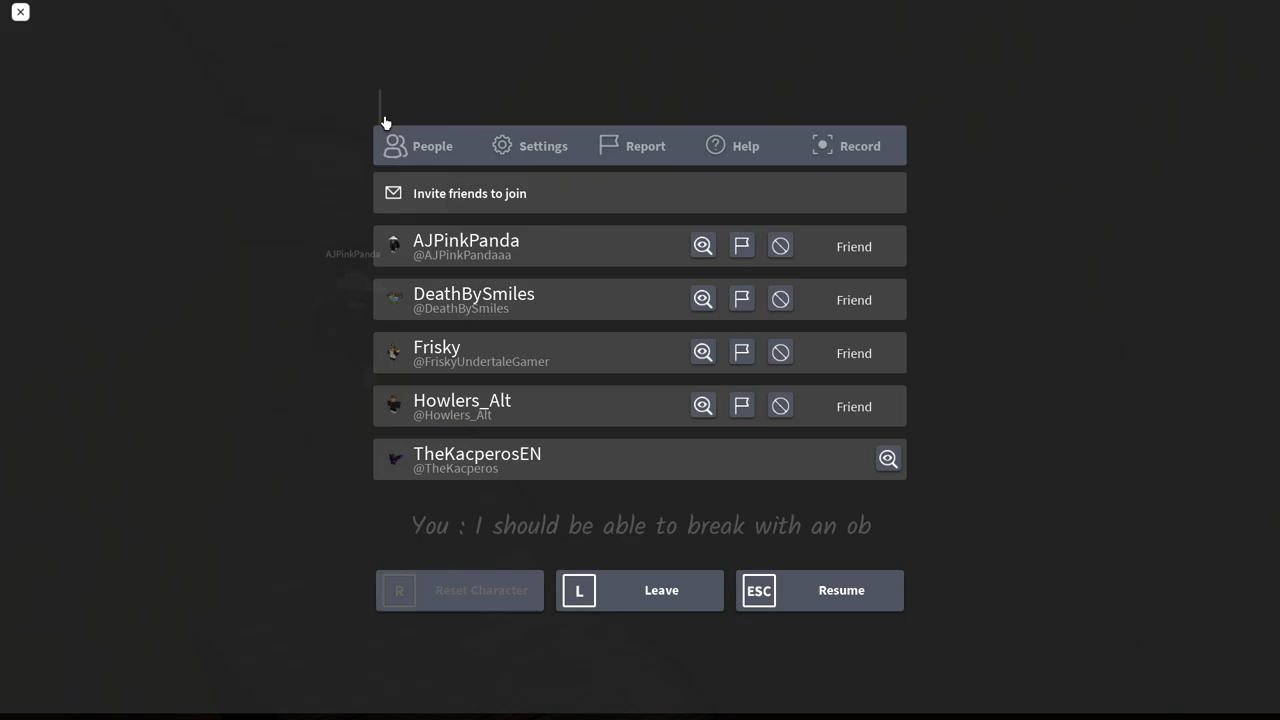 People Settings Report Help Record
Invite friends to join
AJPinkPanda
AJPinkPanda
@AJPinkPandaaa
Friend
DeathBySmiles
@DeathBySmiles
Friend
Frisky
@FriskyUndertaleGamer
Friend
Howlers_Alt
@Howlers_Alt
Friend
TheKacperosEN
@TheKacperos
You : I should be able to break with an ob
R Reset Character L Leave ESC Resume